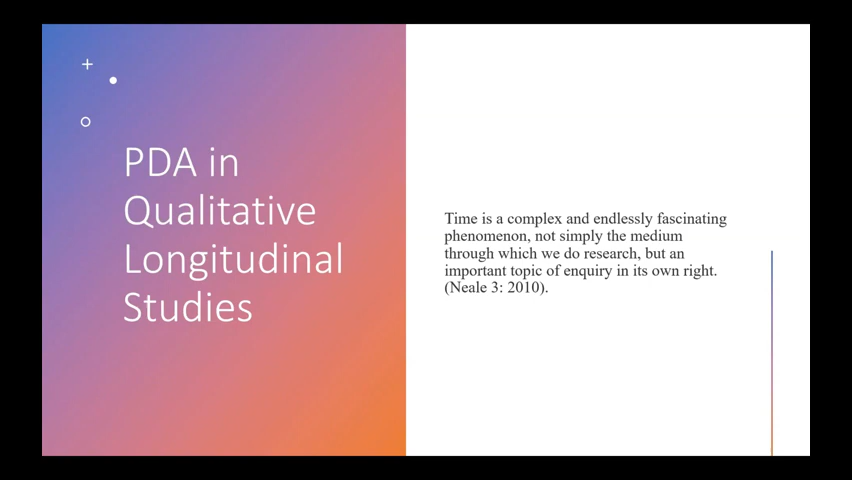 PDA in
Qualitative
Longitudinal
Studies
Time is a complex and endlessly fascinating
phenomenon, not simply the medium
through which we do research, but an
important topic of enquiry in its own right.
(Neale 3: 2010).